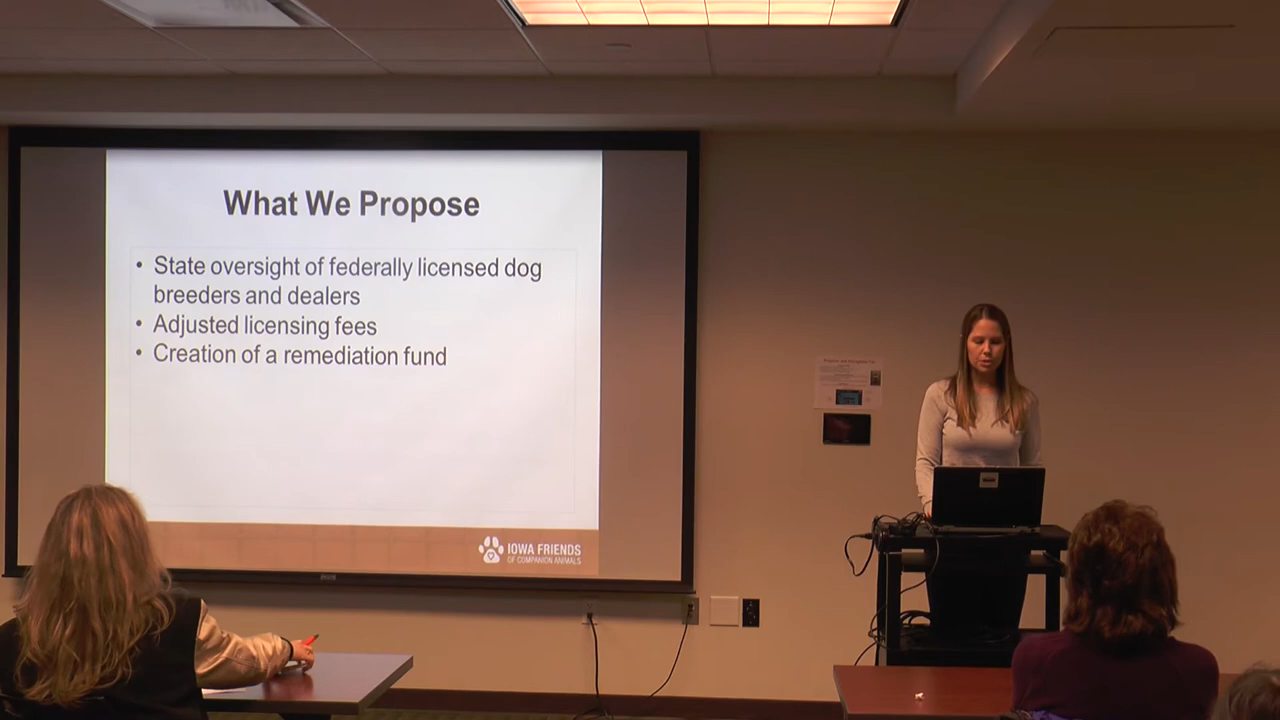 What We Propose
• State oversight of federally licensed dog
breeders and dealers
• Adjusted licensing fees
• Creation of a remediation fund
IOWA FRIENDS
OF COMPANION ANIMALS